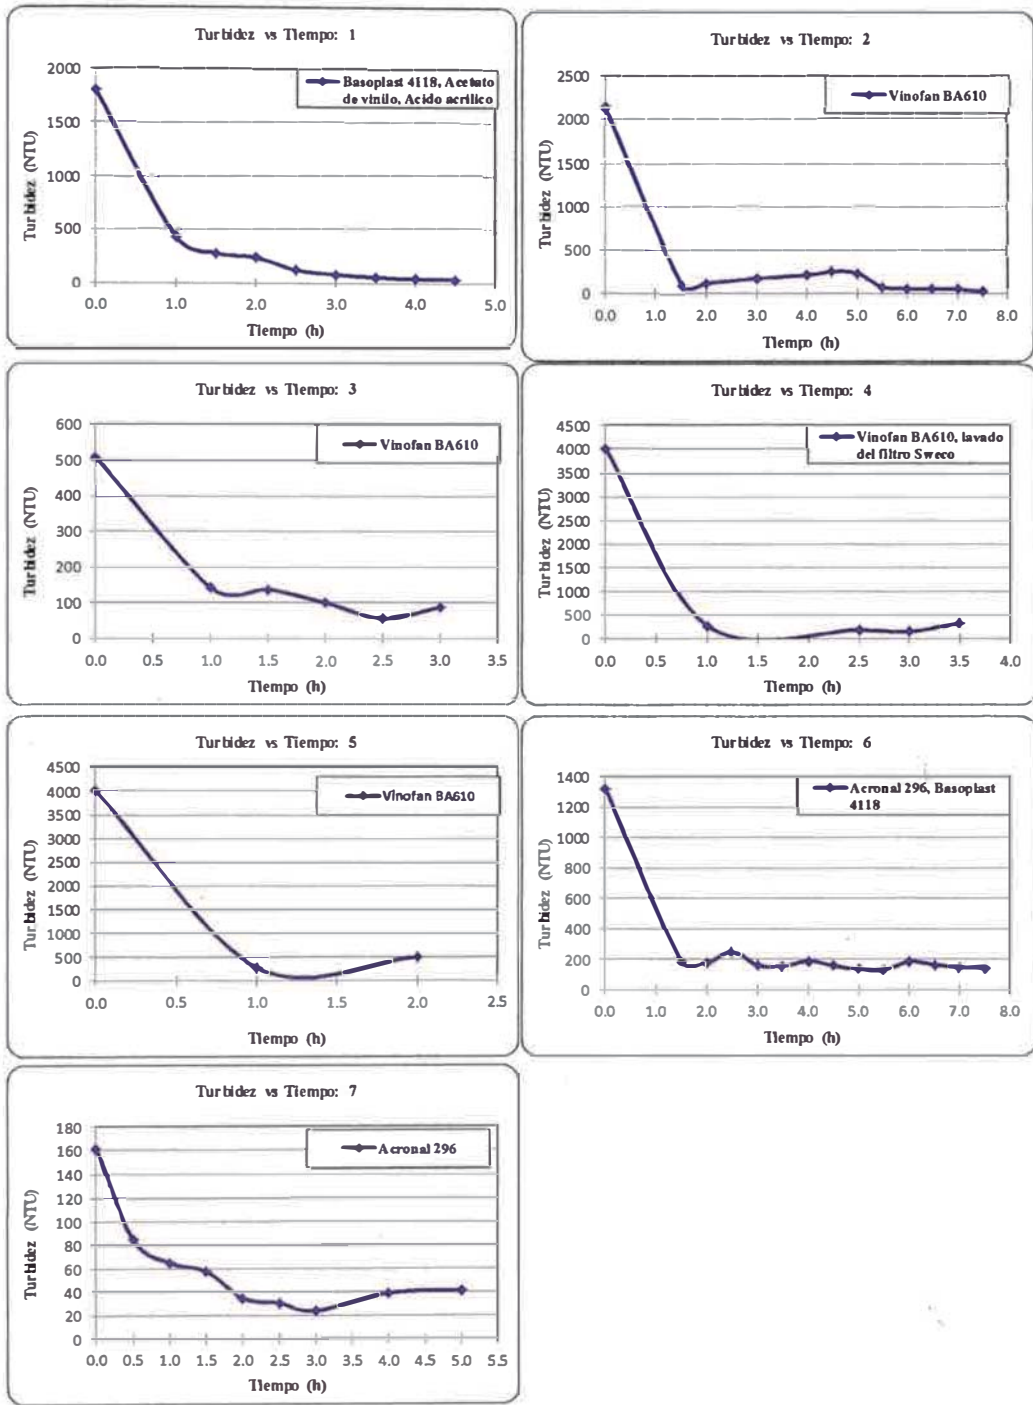 Turbidez vs Tiempo: 1
Turbidez (NTU)
2000
1500
1000
500
0
Basoplast 4118, Acetato
de vinilo, Acido acrílico
0.0 1.0 2.0 3.0 4.0 5.0
Tiempo (h)
Turbidez vs Tiempo: 2
Turbidez (NTU)
2500
2000
1500
1000
500
0
Vinofan BA610
0.0 1.0 2.0 3.0 4.0 5.0 6.0 7.0 8.0
Tiempo (h)
Turbidez vs Tiempo: 3
Turbidez (NTU)
600
500
400
300
200
100
0
Vinofan BA610
0.0 0.5 1.0 1.5 2.0 2.5 3.0 3.5
Tiempo (h)
Turbidez vs Tiempo: 4
Turbidez (NTU)
4500
4000
3500
3000
2500
2000
1500
1000
500
0
Vinofan BA610, lavado
del filtro Sweco
0.0 0.5 1.0 1.5 2.0 2.5 3.0 3.5 4.0
Tiempo (h)
Turbidez vs Tiempo: 5
Turbidez (NTU)
4500
4000
3500
3000
2500
2000
1500
1000
500
0
Vinofan BA610
0.0 0.5 1.0 1.5 2.0 2.5
Tiempo (h)
Turbidez vs Tiempo: 6
Turbidez (NTU)
1400
1200
1000
800
600
400
200
0
Acronal 296, Basoplast
4118
0.0 1.0 2.0 3.0 4.0 5.0 6.0 7.0 8.0
Tiempo (h)
Turbidez vs Tiempo: 7
Turbidez (NTU)
180
160
140
120
100
80
60
40
20
0
Acronal 296
0.0 0.5 1.0 1.5 2.0 2.5 3.0 3.5 4.0 4.5 5.0 5.5
Tiempo (h)